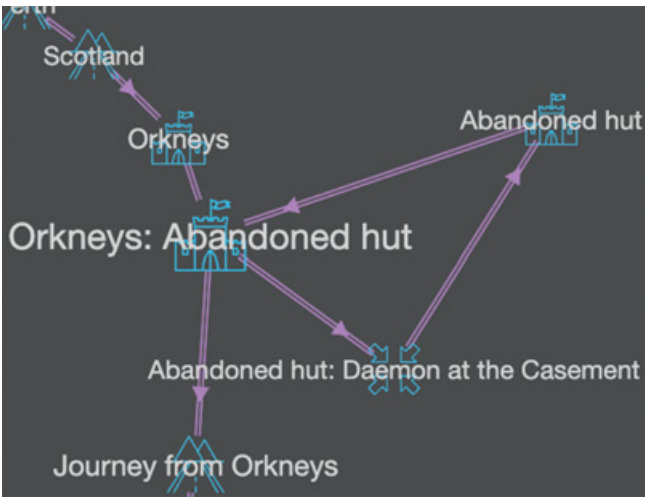 Scotland
Orkneys
Abandoned hut
Orkneys: Abandoned hut
Abandoned hut: Daemon at the Casement
Journey from Orkneys